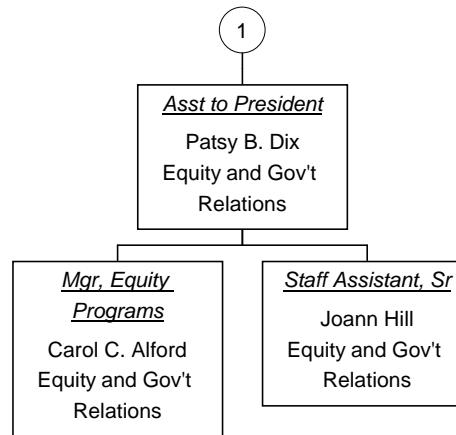 1
Asst to President
Patsy B. Dix
Equity and Gov't
Relations
Mgr, Equity
Programs
Carol C. Alford
Equity and Gov't
Relations
Staff Assistant, Sr
Joann Hill
Equity and Gov't
Relations